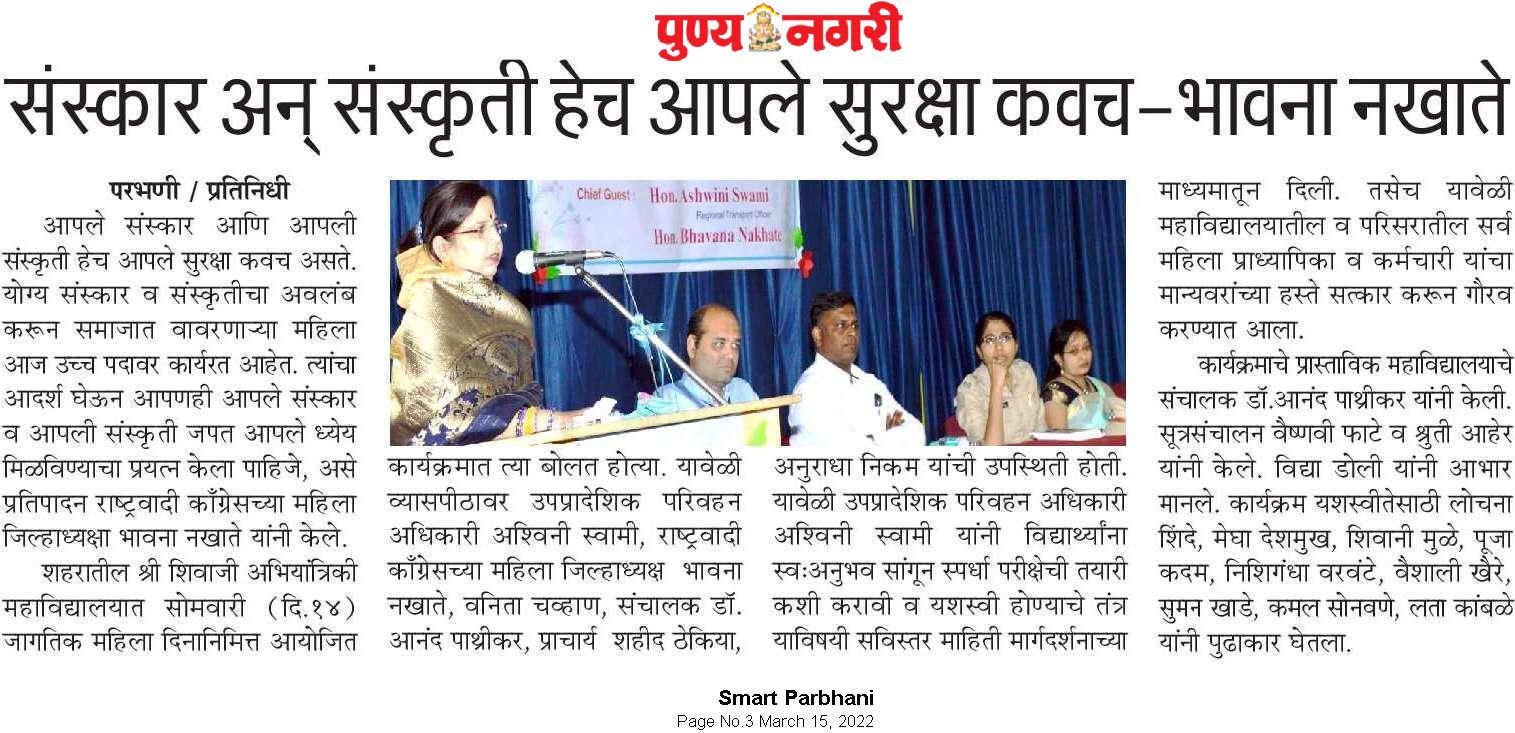 पुण्य नगरी
संस्कार अन् संस्कृती हेच आपले सुरक्षा कवच-भावना नखाते
परभणी / प्रतिनिधी
आपले संस्कार आणि आपली
संस्कृती हेच आपले सुरक्षा कवच असते.
योग्य संस्कार व संस्कृतीचा अवलंब
करून समाजात वावरणाऱ्या महिला
आज उच्च पदावर कार्यरत आहेत. त्यांचा
आदर्श घेऊन आपणही आपले संस्कार
व आपली संस्कृती जपत आपले ध्येय
मिळविण्याचा प्रयत्न केला पाहिजे, असे
प्रतिपादन राष्ट्रवादी काँग्रेसच्या महिला
जिल्हाध्यक्षा भावना नखाते यांनी केले.
शहरातील श्री शिवाजी अभियांत्रिकी
महाविद्यालयात सोमवारी (दि.१४)
जागतिक महिला दिनानिमित्त आयोजित
Chief Guest : Hon. Ashwini Swami
Regional Transport Officer
Hon. Bhavana Nakhate
कार्यक्रमात त्या बोलत होत्या. यावेळी
व्यासपीठावर उपप्रादेशिक परिवहन
अधिकारी अश्विनी स्वामी, राष्ट्रवादी
काँग्रेसच्या महिला जिल्हाध्यक्ष भावना
नखाते, वनिता चव्हाण, संचालक डॉ.
आनंद पाथ्रीकर, प्राचार्य शहीद ठेकिया,
अनुराधा निकम यांची उपस्थिती होती.
यावेळी उपप्रादेशिक परिवहन अधिकारी
अश्विनी स्वामी यांनी विद्यार्थ्यांना
स्वःअनुभव सांगून स्पर्धा परीक्षेची तयारी
कशी करावी व यशस्वी होण्याचे तंत्र
याविषयी सविस्तर माहिती मार्गदर्शनाच्या
माध्यमातून दिली. तसेच यावेळी
महाविद्यालयातील व परिसरातील सर्व
महिला प्राध्यापिका व कर्मचारी यांचा
मान्यवरांच्या हस्ते सत्कार करून गौरव
करण्यात आला.
कार्यक्रमाचे प्रास्ताविक महाविद्यालयाचे
संचालक डॉ.आनंद पाथ्रीकर यांनी केली.
सूत्रसंचालन वैष्णवी फाटे व श्रुती आहेर
यांनी केले. विद्या डोली यांनी आभार
मानले. कार्यक्रम यशस्वीतेसाठी लोचना
शिंदे, मेघा देशमुख, शिवानी मुळे, पूजा
कदम, निशिगंधा वरवंटे, वैशाली खैरे,
सुमन खाडे, कमल सोनवणे, लता कांबळे
यांनी पुढाकार घेतला.
Smart Parbhani
Page No.3 March 15, 2022